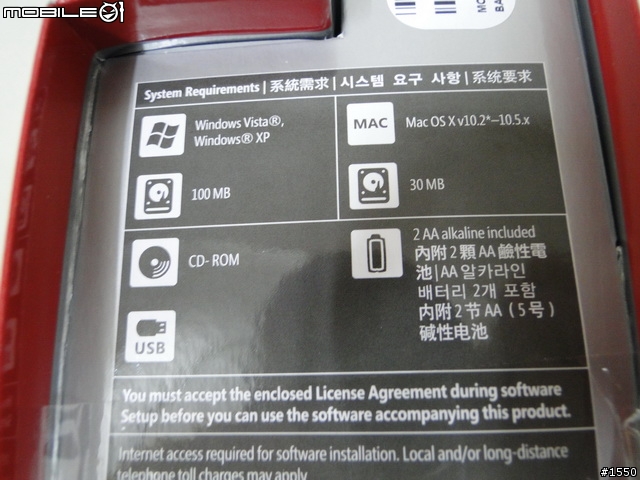 MOBILE01
MO
BA
System Requirements | 系統需求 | 시스템 요구 사항 | 系统要求
Windows Vista®,
Windows® XP
MAC
Mac OS X v10.2*–10.5.x
100 MB
30 MB
CD- ROM
2 AA alkaline included
內附 2 顆 AA 鹼性電
池 | AA 알카라인
배터리 2개 포함
内附 2 节 AA（5 号）
碱性电池
USB
You must accept the enclosed License Agreement during software
Setup before you can use the software accompanying this product.
Internet access required for software installation. Local and/or long-distance
telephone toll charges may apply
#1550